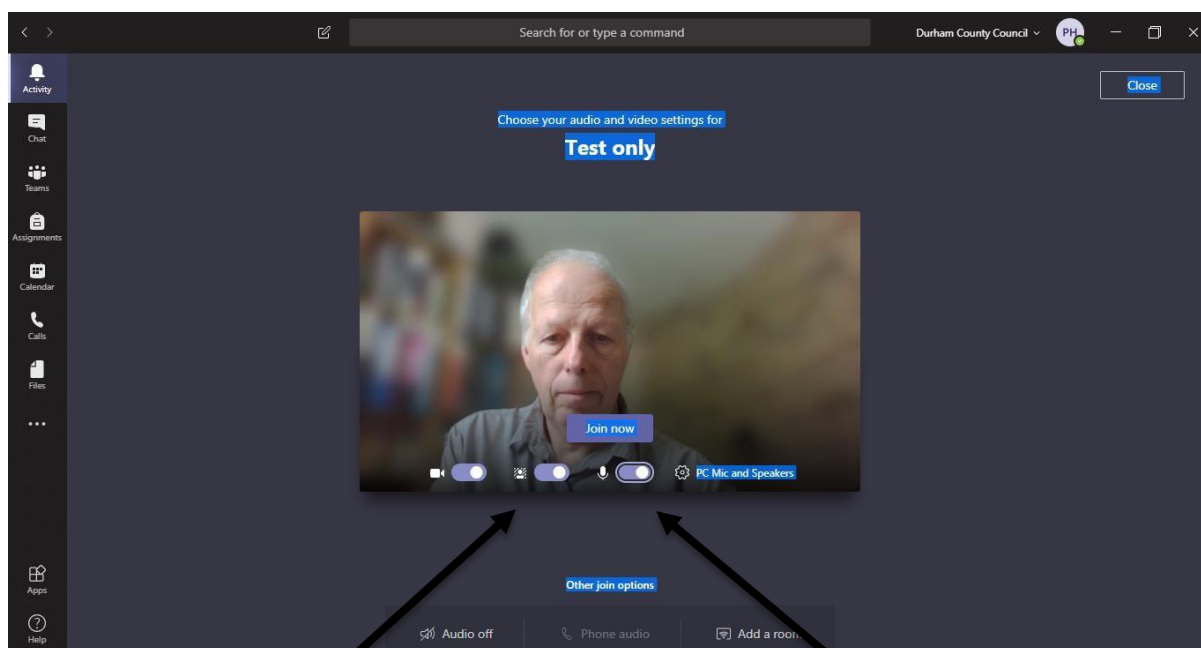 Search for or type a command
Durham County Council
PH
Activity
Close
Chat
Choose your audio and video settings for
Test only
Teams
Assignments
Calendar
Calls
Files
Join now
PC Mic and Speakers
Other join options
Apps
Audio off
Phone audio
Add a room
Help